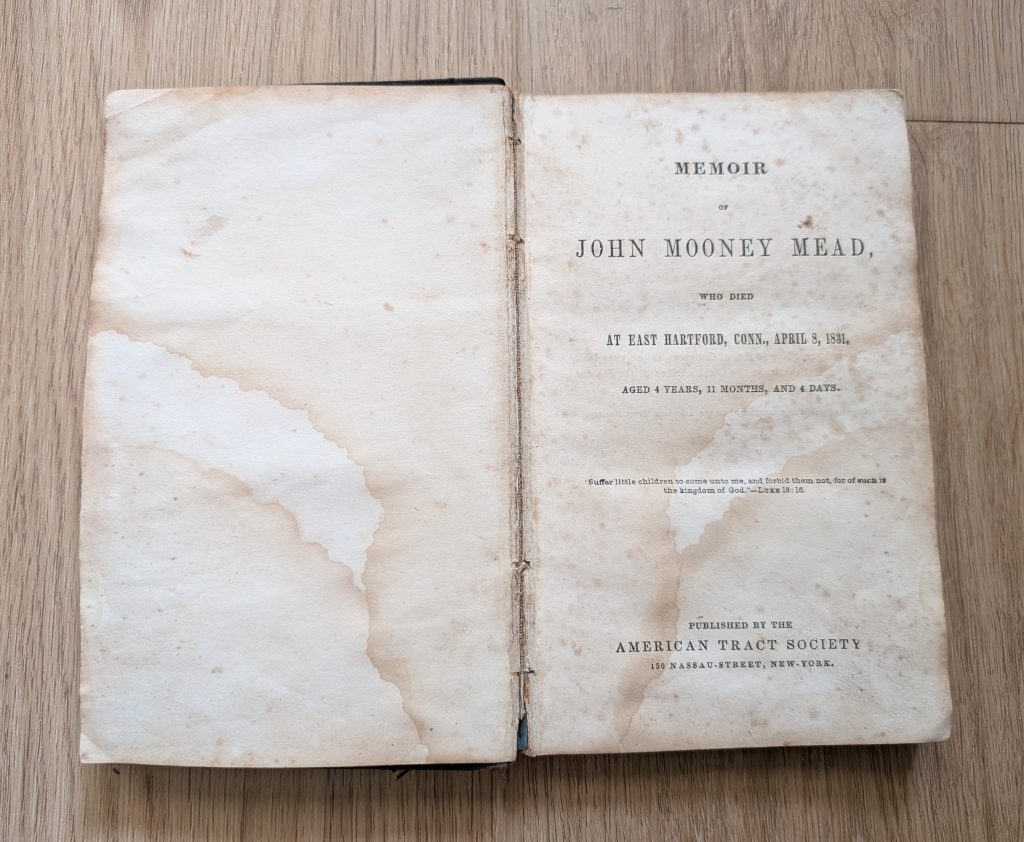 MEMOIR
OF
JOHN MOONEY MEAD,
WHO DIED
AT EAST HARTFORD, CONN., APRIL 8, 1831,
AGED 4 YEARS, 11 MONTHS, AND 4 DAYS.
"Suffer little children to come unto me, and forbid them not, for of such is
the kingdom of God."—LUKE 18:16.
PUBLISHED BY THE
AMERICAN TRACT SOCIETY
150 NASSAU-STREET, NEW-YORK.